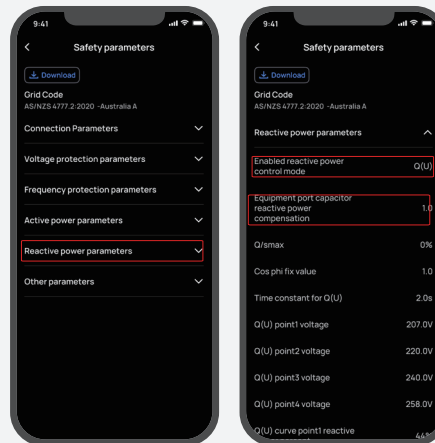 9:41
Safety parameters
Download
Grid Code
AS/NZS 4777.2:2020 -Australia A
Connection Parameters
Voltage protection parameters
Frequency protection parameters
Active power parameters
Reactive power parameters
Other parameters
9:41
Safety parameters
Download
Grid Code
AS/NZS 4777.2:2020 -Australia A
Reactive power parameters
Enabled reactive power Q(U)
control mode
Equipment port capacitor
reactive power 1.0
compensation
Q/smax 0%
Cos phi fix value 1.0
Time constant for Q(U) 2.0s
Q(U) point1 voltage 207.0V
Q(U) point2 voltage 220.0V
Q(U) point3 voltage 240.0V
Q(U) point4 voltage 258.0V
Q(U) curve point1 reactive
44%